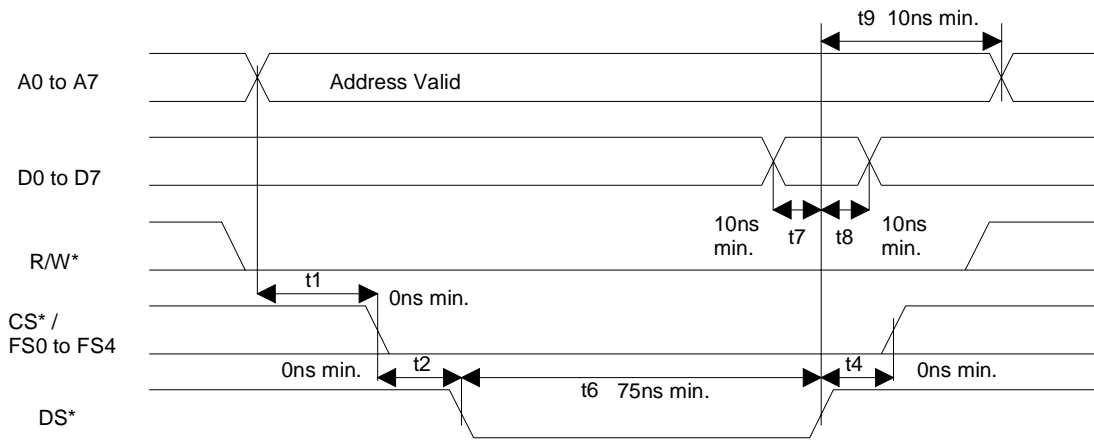 t9 10ns min.
A0 to A7
Address Valid
D0 to D7
10ns
min.
t7
t8
10ns
min.
R/W*
t1
0ns min.
CS* /
FS0 to FS4
0ns min.
t2
t6 75ns min.
t4
0ns min.
DS*